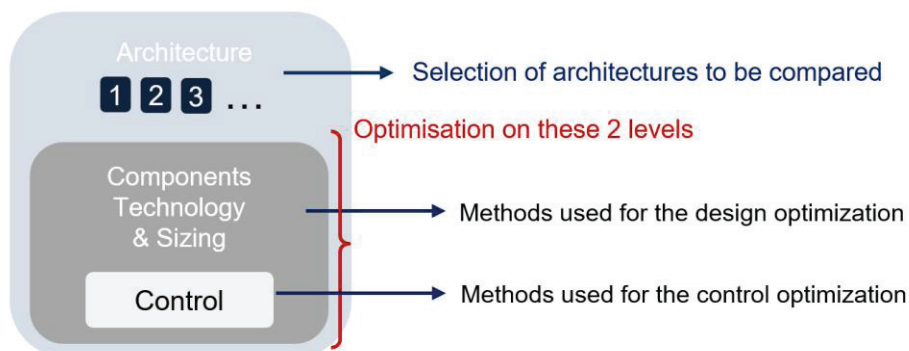 Architecture
1 2 3 ...
Selection of architectures to be compared
Optimisation on these 2 levels
Components
Technology
& Sizing
Methods used for the design optimization
Control
Methods used for the control optimization